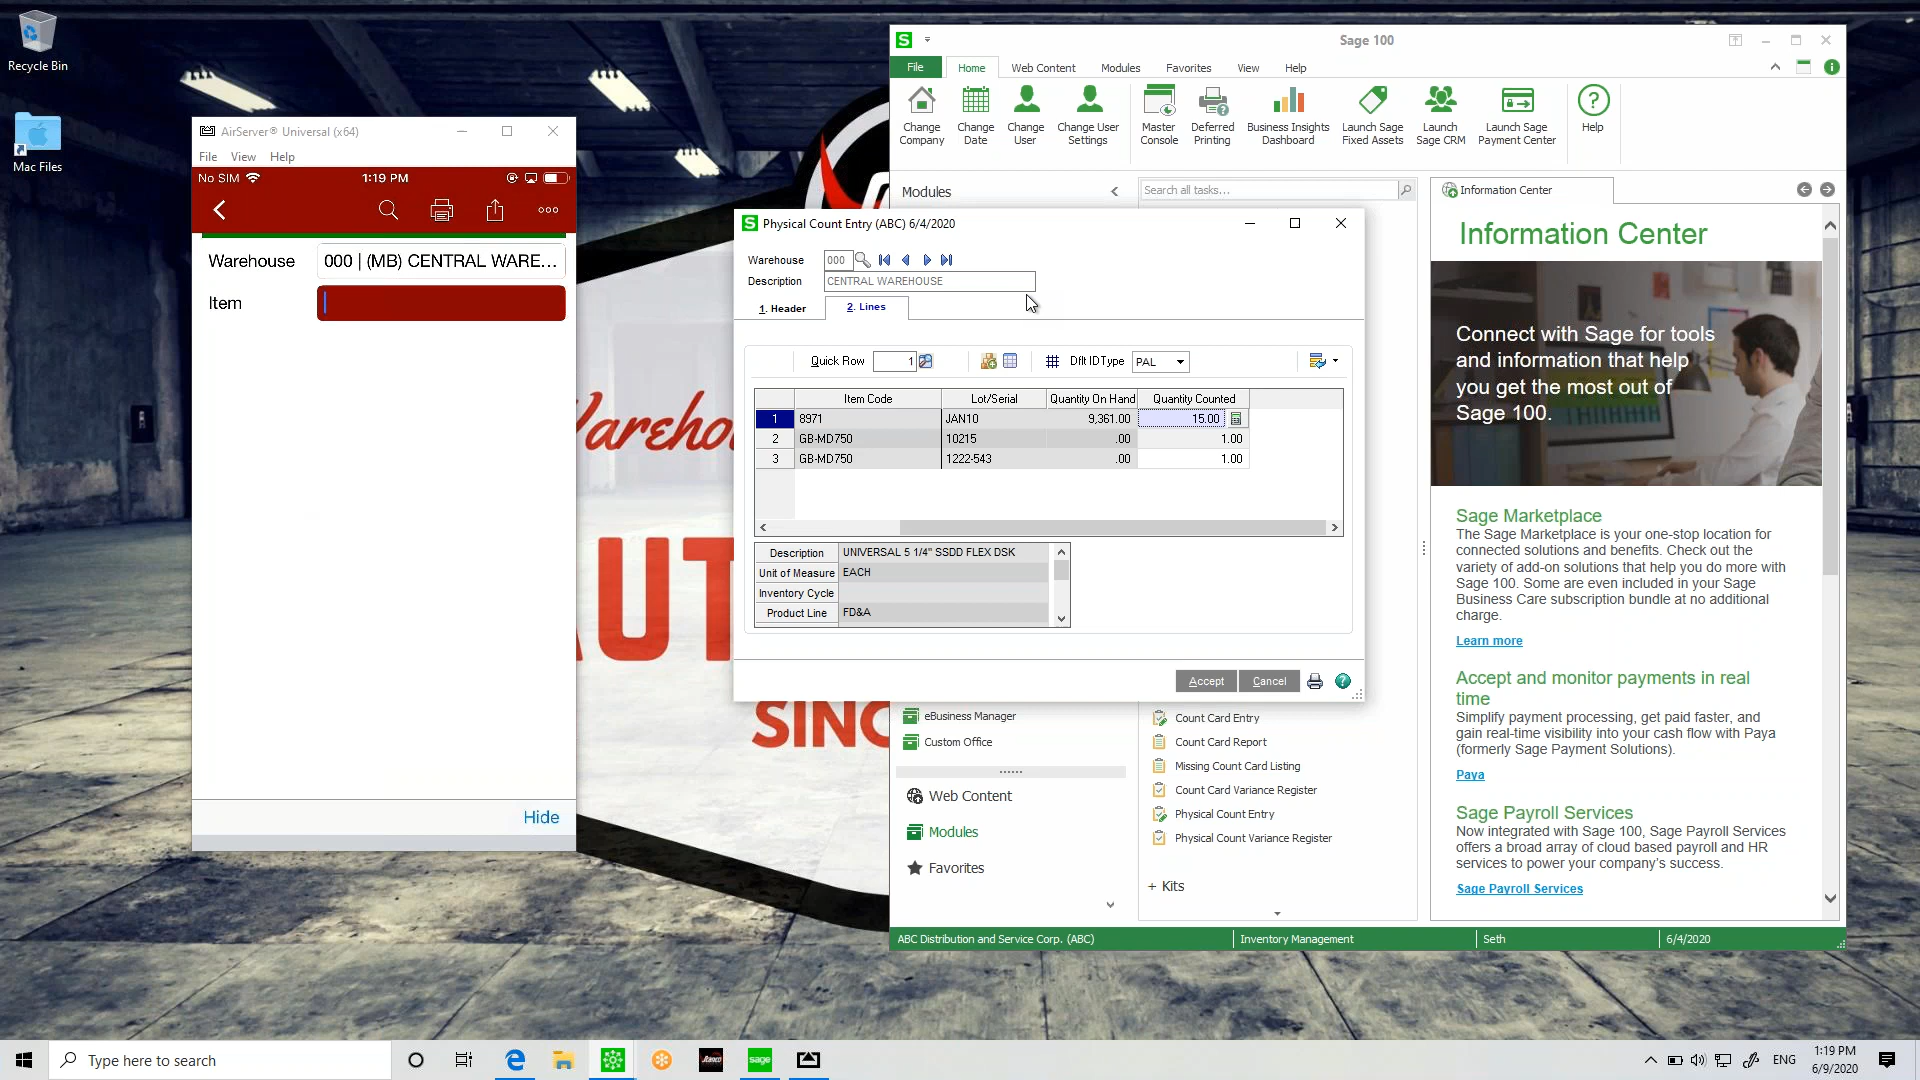 Recycle Bin
Mac Files
AirServer® Universal (x64)
File View Help
No SIM 1:19 PM
Warehouse 000 | (MB) CENTRAL WARE...
Item
Hide
Wareho
AUT
SINC
Sage 100
File Home Web Content Modules Favorites View Help
Change Company
Change Date
Change User
Change User Settings
Master Console
Deferred Printing
Business Insights Dashboard
Launch Sage Fixed Assets
Launch Sage CRM
Launch Sage Payment Center
Help
Modules
Search all tasks...
Information Center
Physical Count Entry (ABC) 6/4/2020
Warehouse 000
Description CENTRAL WAREHOUSE
1. Header 2. Lines
Quick Row 1 Dflt IDType PAL
Item Code Lot/Serial Quantity On Hand Quantity Counted
1 8971 JAN10 9,361.00 15.00
2 GB-MD750 10215 .00 1.00
3 GB-MD750 1222-543 .00 1.00
Description UNIVERSAL 5 1/4" SSDD FLEX DSK
Unit of Measure EACH
Inventory Cycle
Product Line FD&A
Accept Cancel
eBusiness Manager
Custom Office
Web Content
Modules
Favorites
Count Card Entry
Count Card Report
Missing Count Card Listing
Count Card Variance Register
Physical Count Entry
Physical Count Variance Register
+ Kits
Information Center
Connect with Sage for tools
and information that help
you get the most out of
Sage 100.
Sage Marketplace
The Sage Marketplace is your one-stop location for
connected solutions and benefits. Check out the
variety of add-on solutions that help you do more with
Sage 100. Some are even included in your Sage
Business Care subscription bundle at no additional
charge.
Learn more
Accept and monitor payments in real
time
Simplify payment processing, get paid faster, and
gain real-time visibility into your cash flow with Paya
(formerly Sage Payment Solutions).
Paya
Sage Payroll Services
Now integrated with Sage 100, Sage Payroll Services
offers a broad array of cloud based payroll and HR
services to power your company's success.
Sage Payroll Services
ABC Distribution and Service Corp. (ABC) Inventory Management Seth 6/4/2020
Type here to search
sage
ENG
1:19 PM
6/9/2020